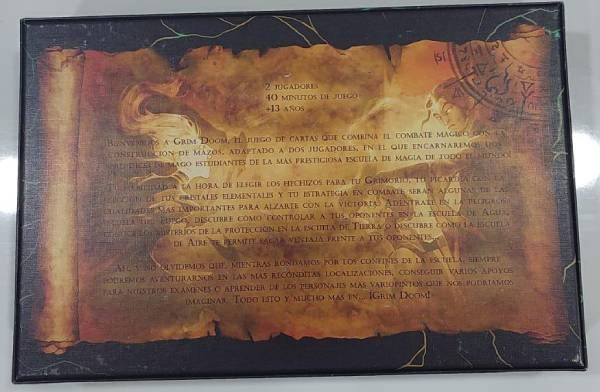 2 jugadores
40 minutos de juego
+13 años
Bienvenidos a Grim Doom, el juego de cartas que combina el combate mágico con la
construcción de mazos, adaptado a dos jugadores, en el que encarnaremos
de mago estudiantes de la más prestigiosa escuela de magia de todo el mundo
a la hora de elegir los hechizos para tu Grimorio, tu picardía con la
de tus cristales elementales y tu estrategia en combate serán algunas de las
cualidades más importantes para alzarte con la victoria. Adéntrate en la peligrosa
escuela de Fuego, descubre cómo controlar a tus oponentes en la escuela de Agua,
los misterios de la protección en la escuela de Tierra o descubre cómo la escuela
de Aire te permite sacar ventaja frente a tus oponentes.
Ah, y no olvidemos que, mientras rondamos por los confines de la escuela, siempre
podremos aventurarnos en las más recónditas localizaciones, conseguir varios apoyos
para nuestros exámenes o aprender de los personajes más variopintos que nos podríamos
imaginar. Todo esto y mucho más en... ¡Grim Doom!